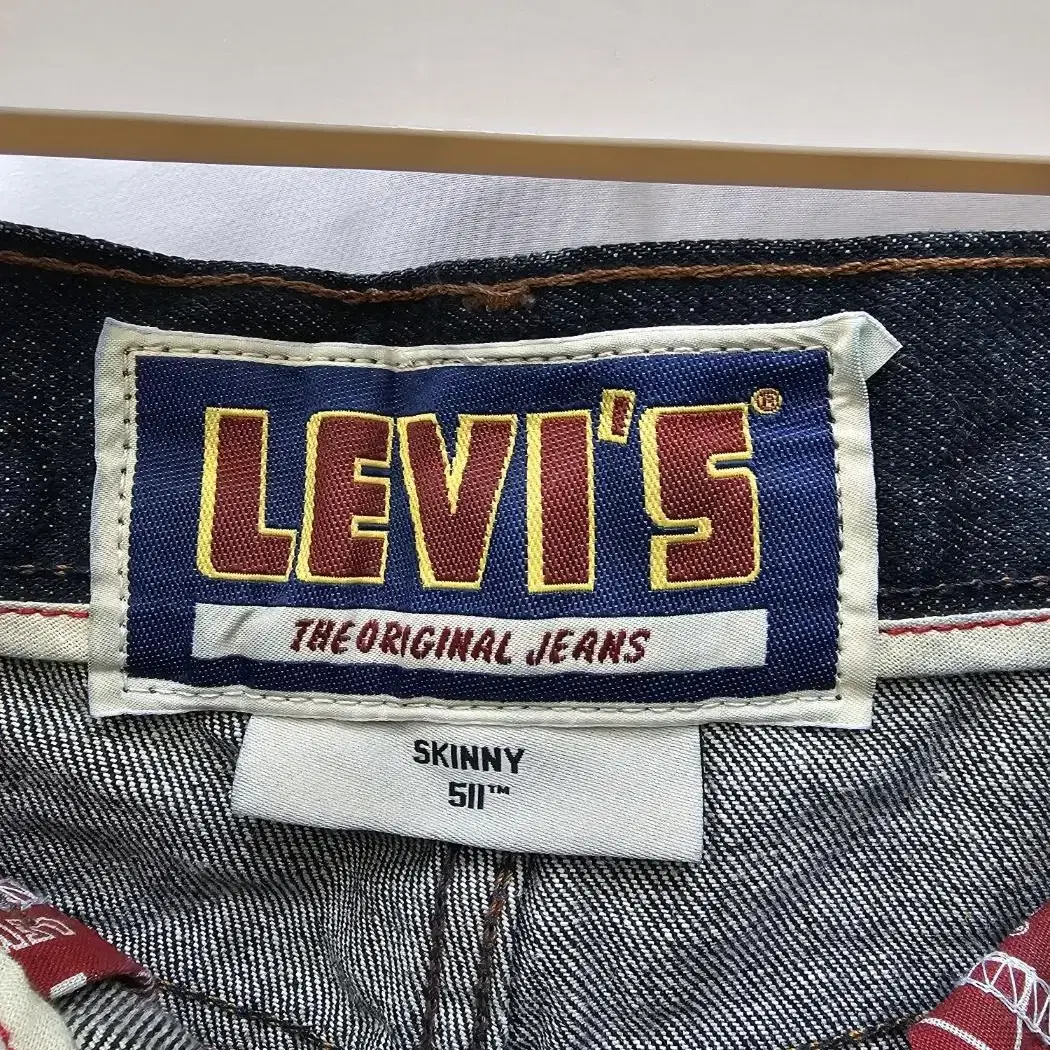 LEVI'S®
THE ORIGINAL JEANS
SKINNY
511™